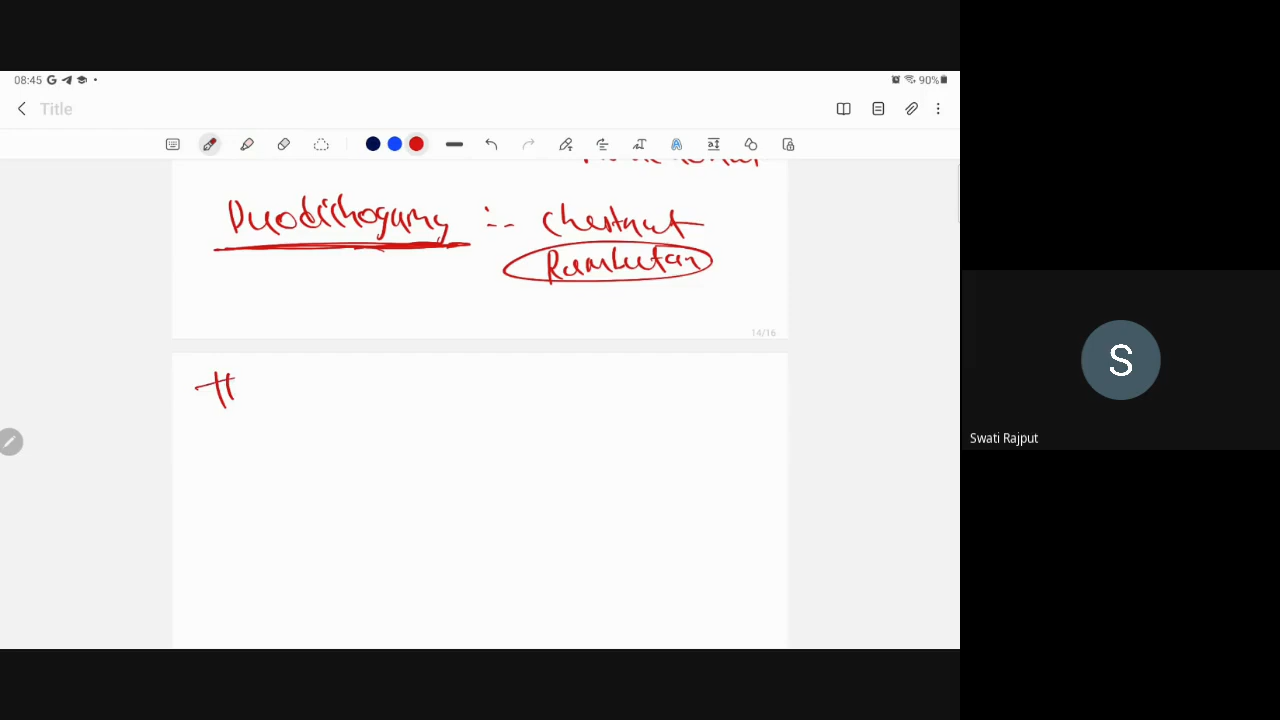 08:45 G 90%
Title
Duodichogamy :- Chestnut
Rambutan
14/16
#
S
Swati Rajput